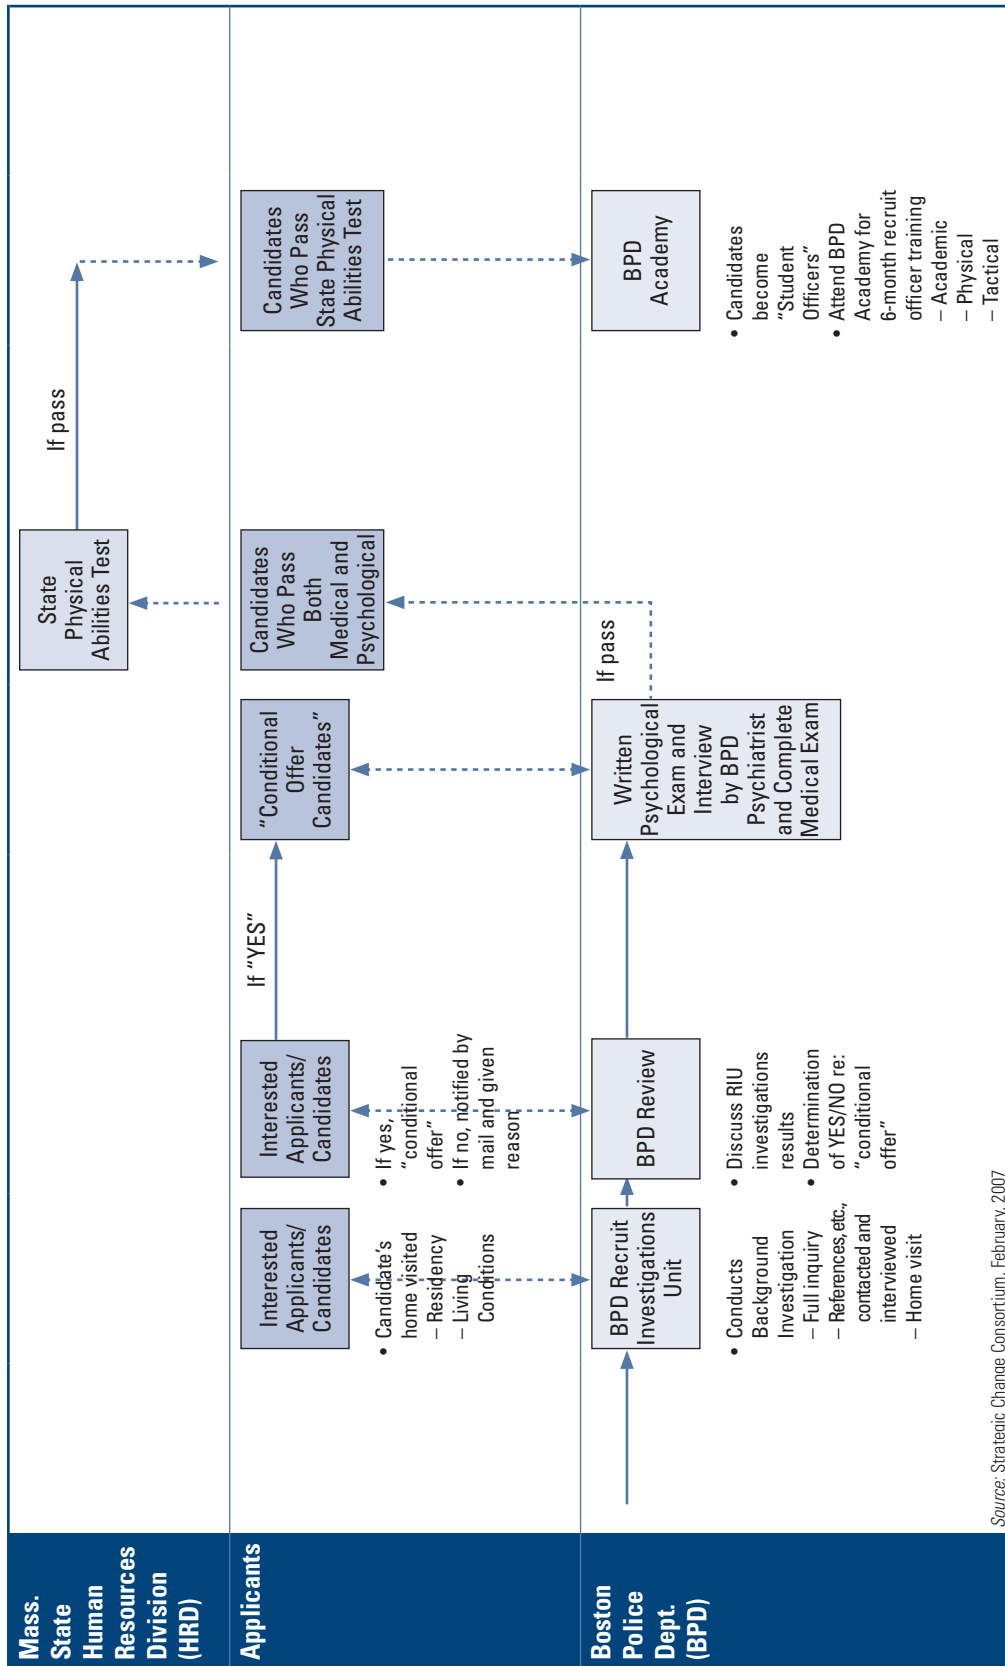 Mass.
State
Human
Resources
Division
(HRD)
State
Physical
Abilities Test
If pass
Applicants
Interested
Applicants/
Candidates
• Candidate's
home visited
– Residency
– Living
Conditions
Interested
Applicants/
Candidates
• If yes,
"conditional
offer"
• If no, notified by
mail and given
reason
If "YES"
"Conditional
Offer
Candidates"
Candidates
Who Pass
Both
Medical and
Psychological
Candidates
Who Pass
State Physical
Abilities Test
Boston
Police
Dept.
(BPD)
BPD Recruit
Investigations
Unit
• Conducts
Background
Investigation
– Full inquiry
– References, etc.,
contacted and
interviewed
– Home visit
BPD Review
• Discuss RIU
investigations
results
• Determination
of YES/NO re:
"conditional
offer"
Written
Psychological
Exam and
Interview
by BPD
Psychiatrist
and Complete
Medical Exam
If pass
BPD
Academy
• Candidates
become
"Student
Officers"
• Attend BPD
Academy for
6-month recruit
officer training
– Academic
– Physical
– Tactical
Source: Strategic Change Consortium, February, 2007